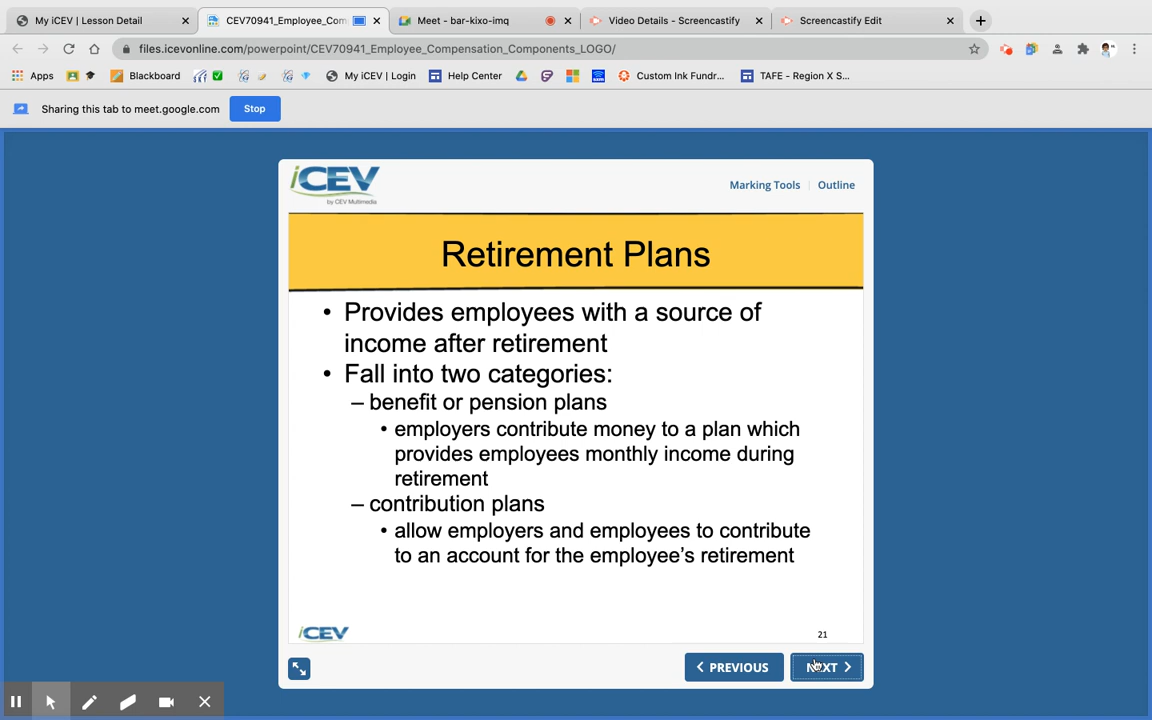 My iCEV | Lesson Detail
CEV70941_Employee_Com
Meet - bar-kixo-imq
Video Details - Screencastify
Screencastify Edit
files.icevonline.com/powerpoint/CEV70941_Employee_Compensation_Components_LOGO/
Apps
Blackboard
My iCEV | Login
Help Center
Custom Ink Fundr...
TAFE - Region X S...
Sharing this tab to meet.google.com
Stop
iCEV
by CEV Multimedia
Marking Tools | Outline
Retirement Plans
• Provides employees with a source of
income after retirement
• Fall into two categories:
– benefit or pension plans
• employers contribute money to a plan which
provides employees monthly income during
retirement
– contribution plans
• allow employers and employees to contribute
to an account for the employee's retirement
iCEV
21
PREVIOUS
NEXT